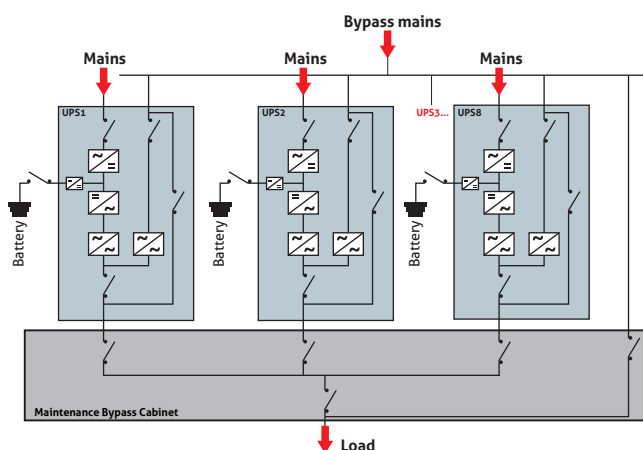 Bypass mains
Mains
Mains
Mains
UPS1
UPS2
UPS3...
UPS8
Battery
Battery
Battery
Maintenance Bypass Cabinet
Load